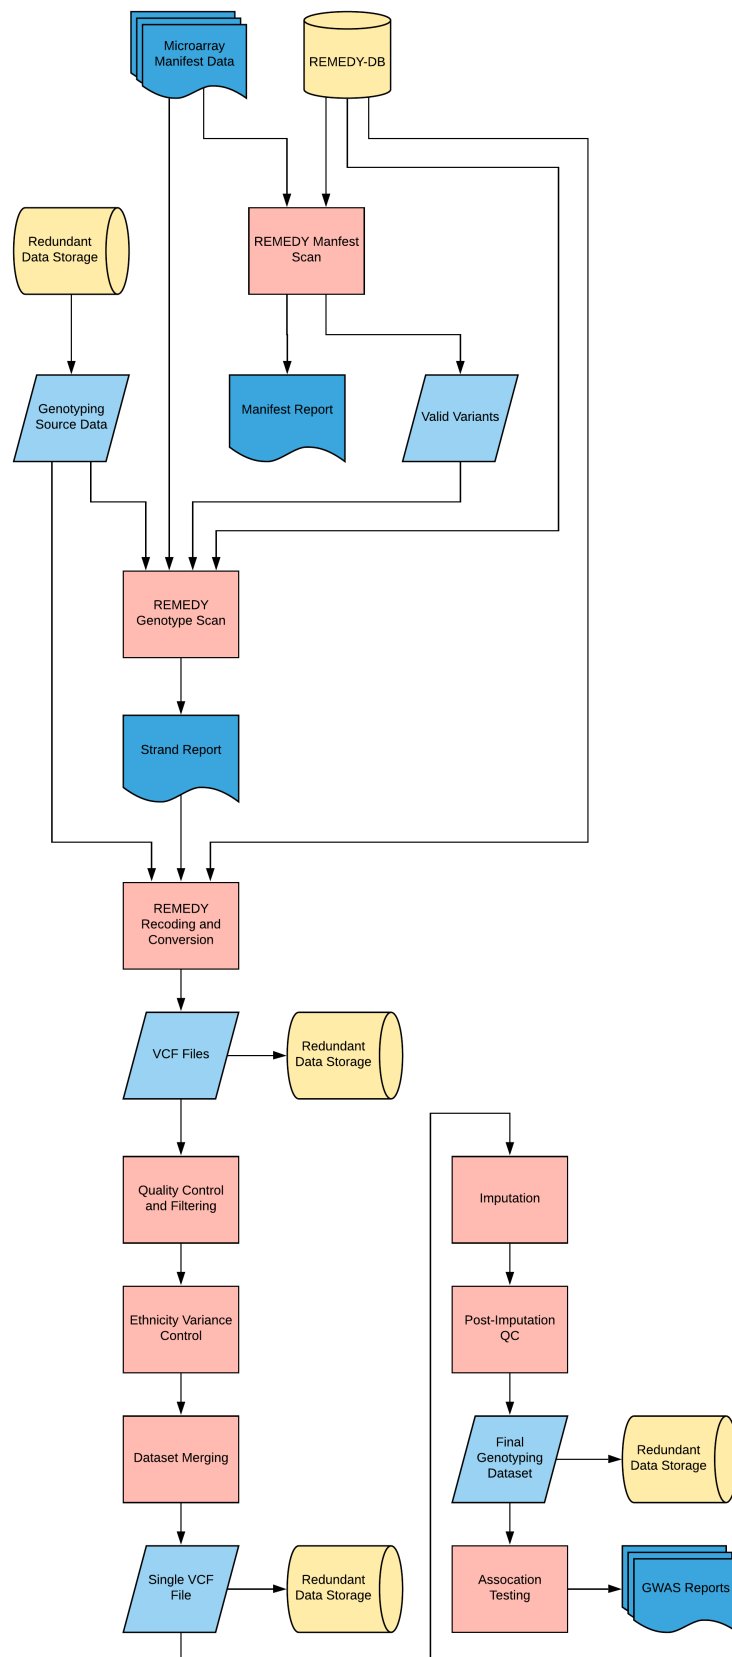 Microarray
Manifest Data
REMEDY-DB
Redundant
Data Storage
REMEDY Manfest
Scan
Genotyping
Source Data
Manifest Report
Valid Variants
REMEDY
Genotype Scan
Strand Report
REMEDY
Recoding and
Conversion
VCF Files
Redundant
Data Storage
Quality Control
and Filtering
Imputation
Ethnicity Variance
Control
Post-Imputation
QC
Dataset Merging
Final
Genotyping
Dataset
Redundant
Data Storage
Single VCF
File
Redundant
Data Storage
Assocation
Testing
GWAS Reports